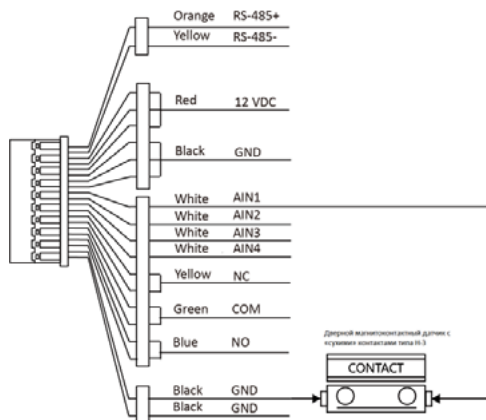 Orange RS-485+
Yellow RS-485-
Red 12 VDC
Black GND
White AIN1
White AIN2
White AIN3
White AIN4
Yellow NC
Green COM
Blue NO
Дверной магнитоконтактный датчик с
«сухими» контактами типа Н-3
CONTACT
Black GND
Black GND